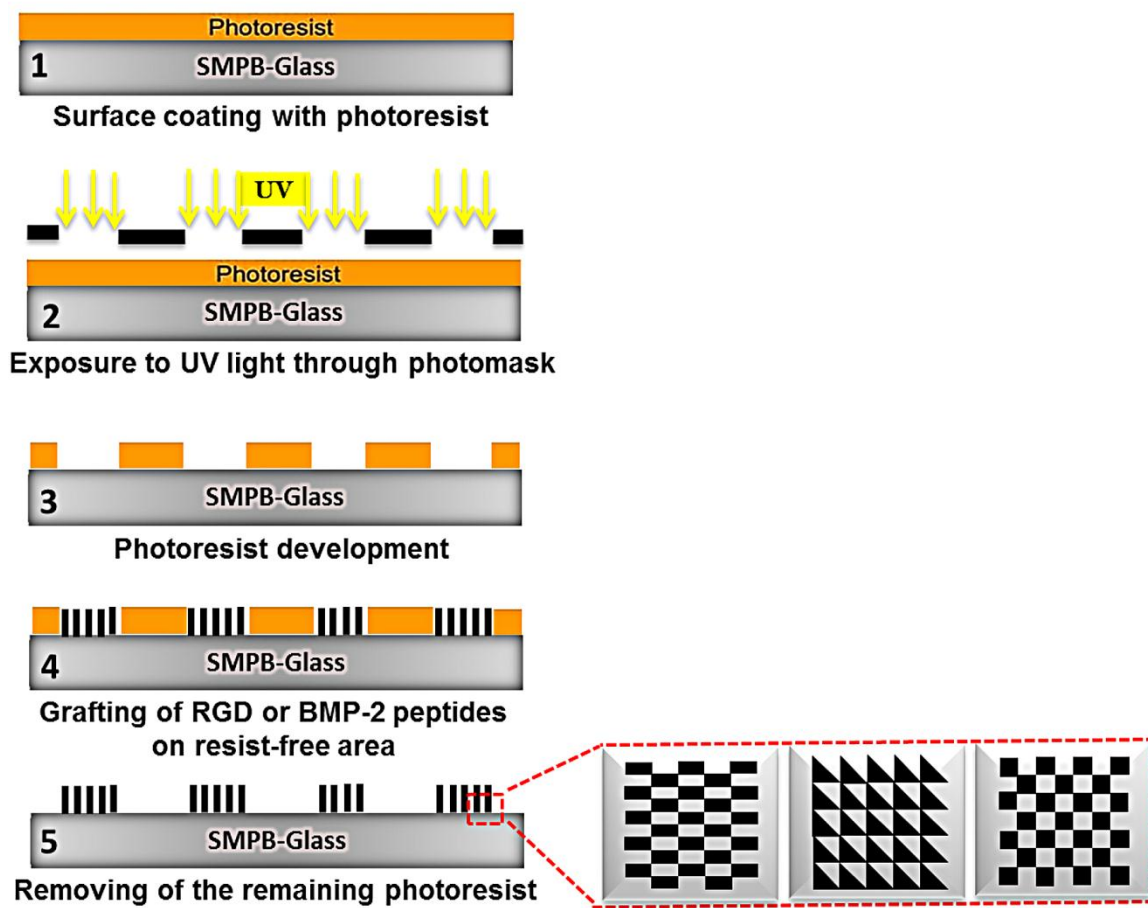 Photoresist
1
SMPB-Glass
Surface coating with photoresist
UV
Photoresist
2
SMPB-Glass
Exposure to UV light through photomask
3
SMPB-Glass
Photoresist development
4
SMPB-Glass
Grafting of RGD or BMP-2 peptides
on resist-free area
5
SMPB-Glass
Removing of the remaining photoresist